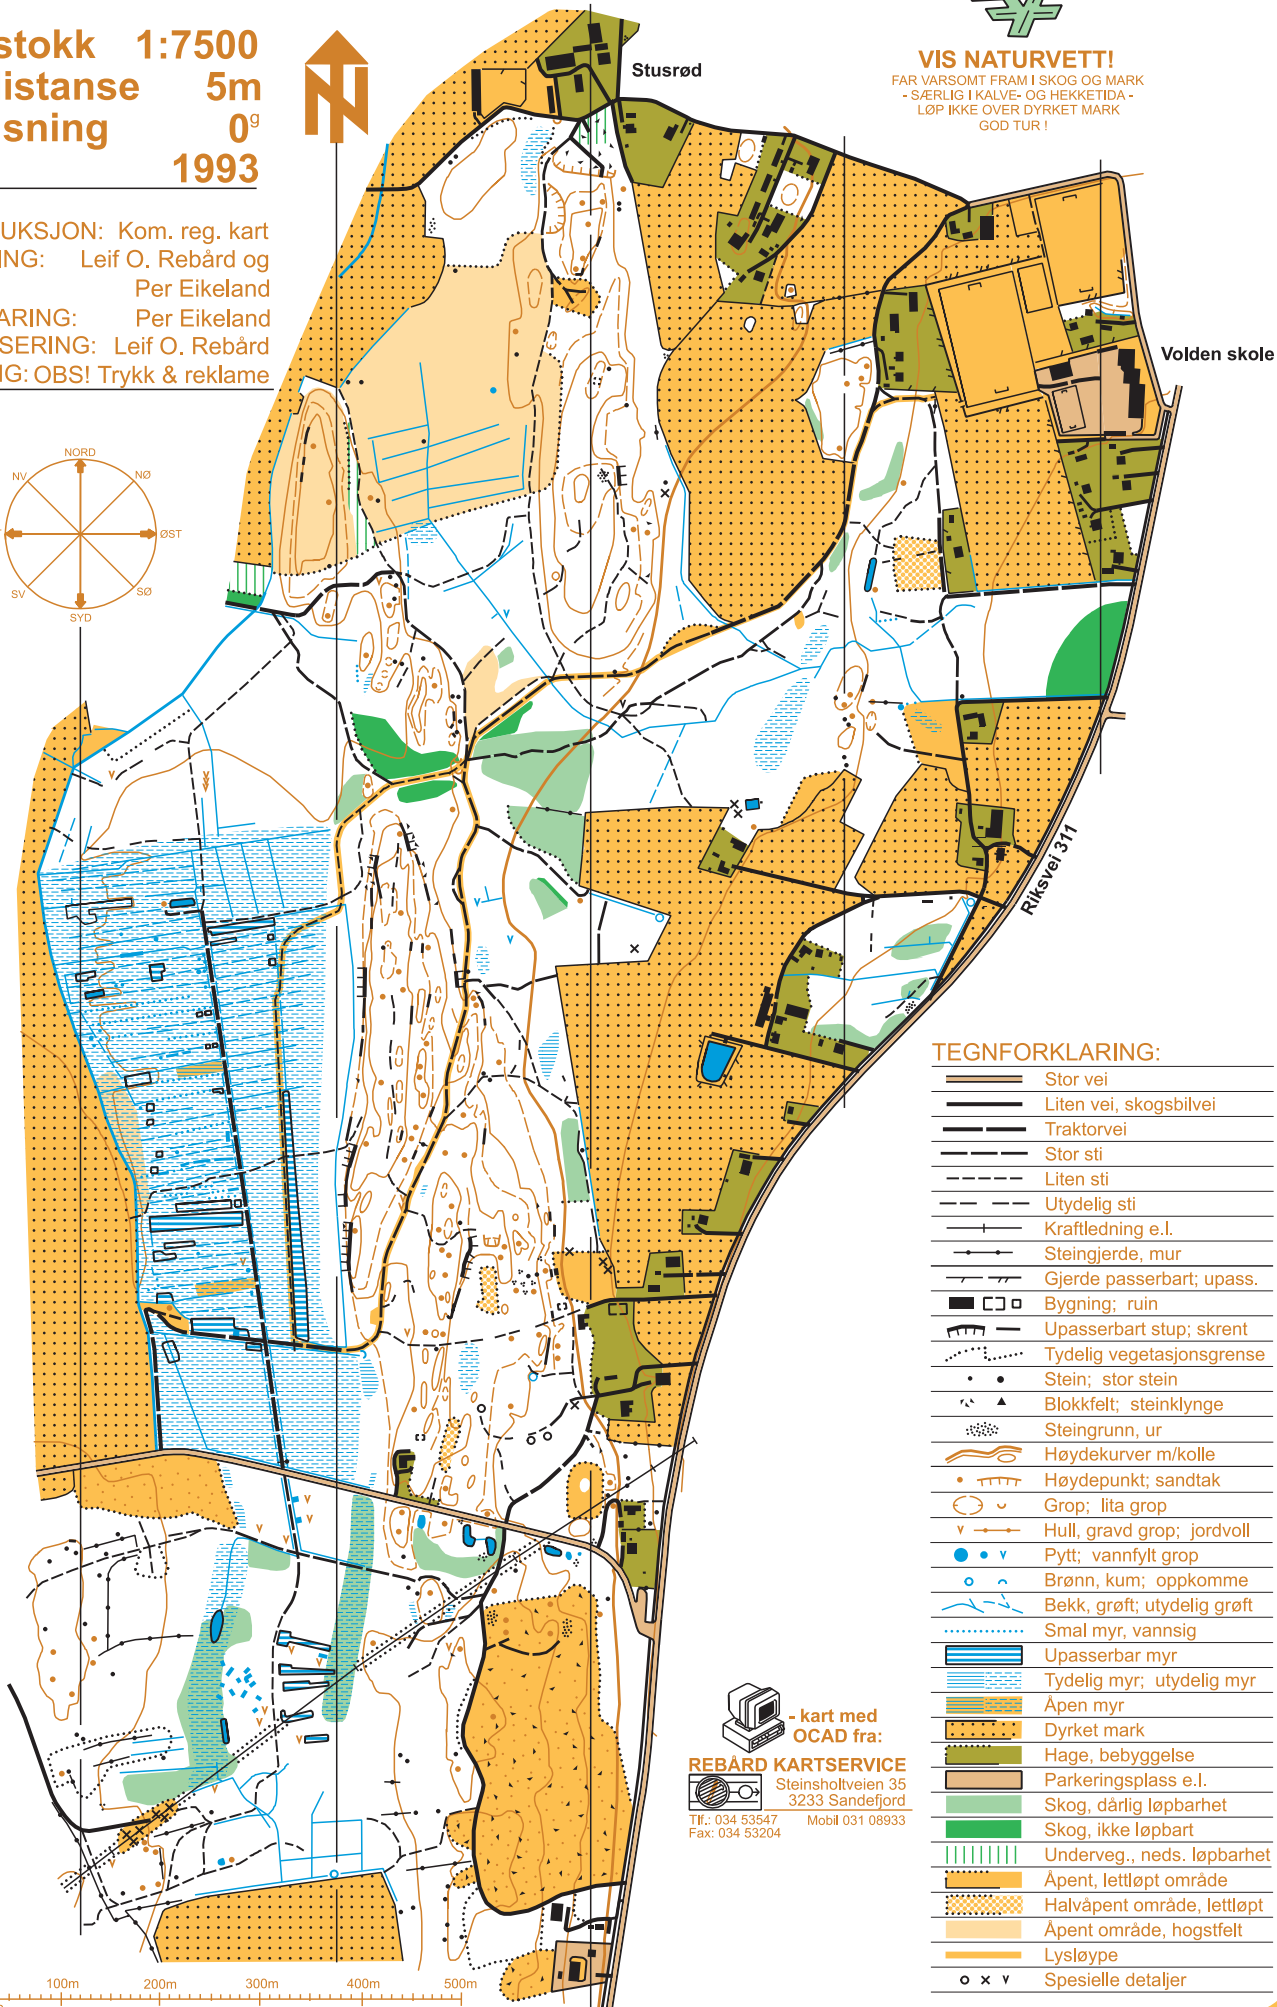 stokk 1:7500
istanse 5m
sning 0g
1993
UKSJON: Kom. reg. kart
ING: Leif O. Rebård og
Per Eikeland
ARING: Per Eikeland
SERING: Leif O. Rebård
NG: OBS! Trykk & reklame
NORD
NV
NØ
ØST
SV
SØ
SYD
Stusrød
VIS NATURVETT!
FAR VARSOMT FRAM I SKOG OG MARK
- SÆRLIG I KALVE- OG HEKKETIDA -
LØP IKKE OVER DYRKET MARK
GOD TUR !
Volden skole
Riksvei 311
TEGNFORKLARING:
Stor vei
Liten vei, skogsbilvei
Traktorvei
Stor sti
Liten sti
Utydelig sti
Kraftledning e.l.
Steingjerde, mur
Gjerde passerbart; upass.
Bygning; ruin
Upasserbart stup; skrent
Tydelig vegetasjonsgrense
Stein; stor stein
Blokkfelt; steinklynge
Steingrunn, ur
Høydekurver m/kolle
Høydepunkt; sandtak
Grop; lita grop
Hull, gravd grop; jordvoll
Pytt; vannfylt grop
Brønn, kum; oppkomme
Bekk, grøft; utydelig grøft
Smal myr, vannsig
Upasserbar myr
Tydelig myr; utydelig myr
Åpen myr
Dyrket mark
Hage, bebyggelse
Parkeringsplass e.l.
Skog, dårlig løpbarhet
Skog, ikke løpbart
Underveg., neds. løpbarhet
Åpent, lettløpt område
Halvåpent område, lettløpt
Åpent område, hogstfelt
Lysløype
Spesielle detaljer
- kart med
OCAD fra:
REBÅRD KARTSERVICE
Steinsholtveien 35
3233 Sandefjord
Tlf.: 034 53547 Mobil 031 08933
Fax: 034 53204
100m 200m 300m 400m 500m